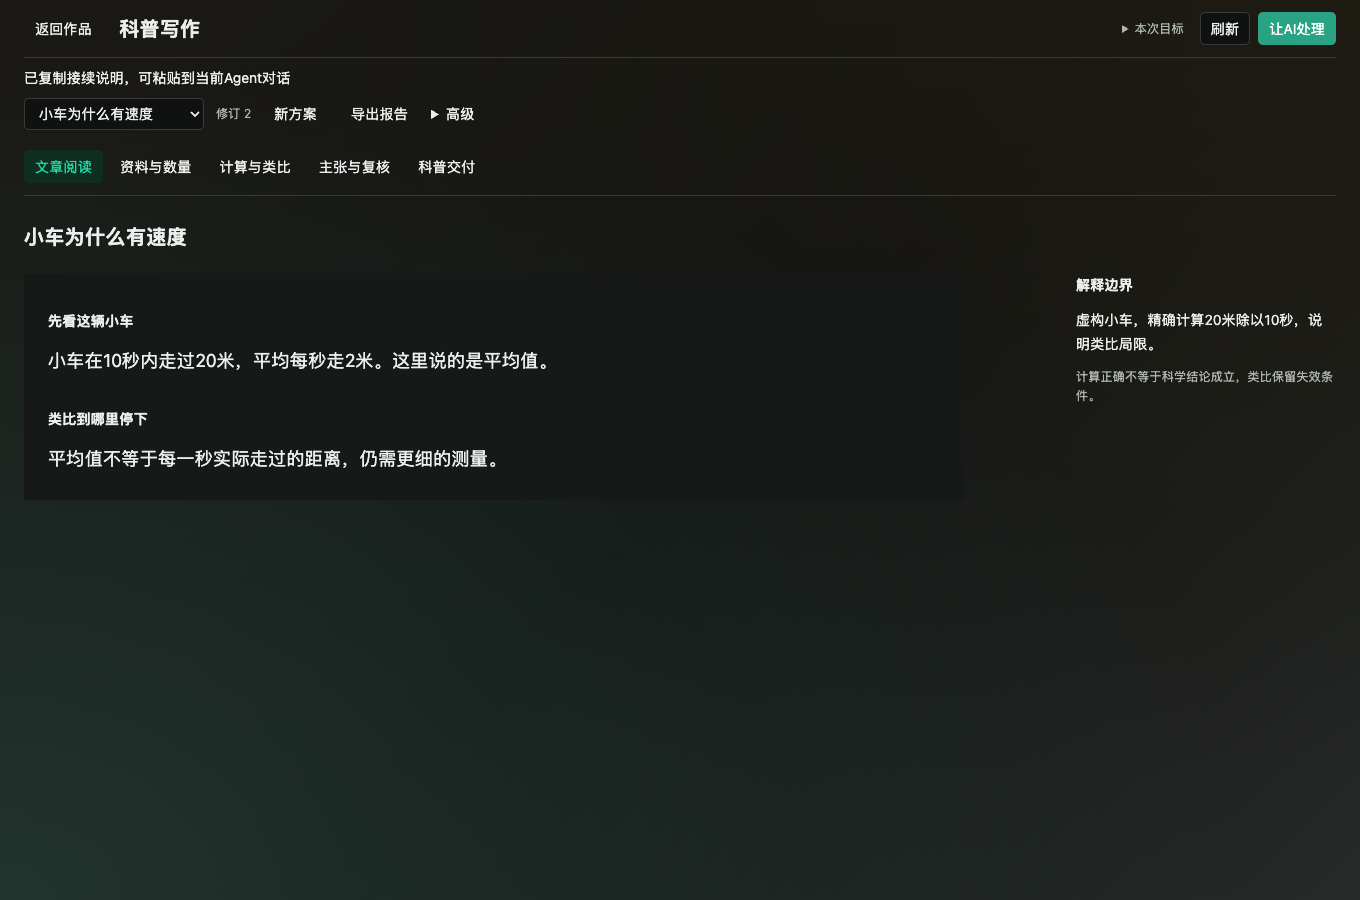 返回作品 科普写作 ▶ 本次目标 刷新 让AI处理
已复制接续说明，可粘贴到当前Agent对话
小车为什么有速度 修订 2 新方案 导出报告 ▶ 高级
文章阅读 资料与数量 计算与类比 主张与复核 科普交付
小车为什么有速度
先看这辆小车
小车在10秒内走过20米，平均每秒走2米。这里说的是平均值。
类比到哪里停下
平均值不等于每一秒实际走过的距离，仍需更细的测量。
解释边界
虚构小车，精确计算20米除以10秒，说
明类比局限。
计算正确不等于科学结论成立，类比保留失效条
件。